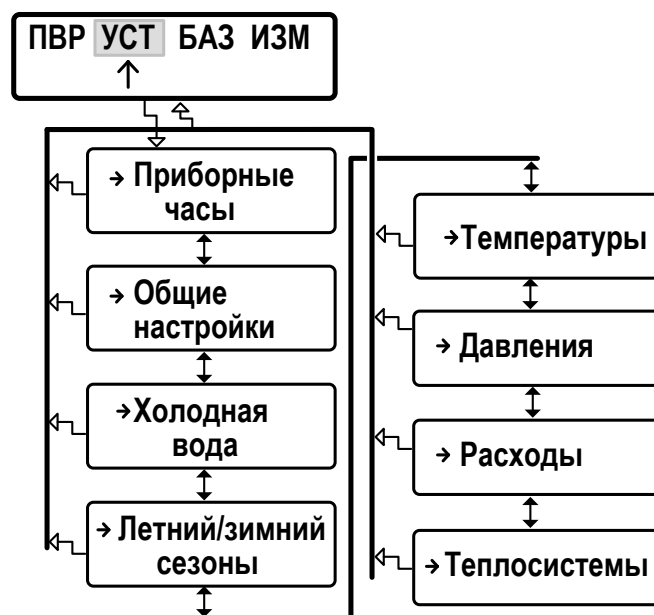 ПВР УСТ БАЗ ИЗМ
Приборные
часы
Общие
настройки
Холодная
вода
Летний/зимний
сезоны
Температуры
Давления
Расходы
Теплосистемы